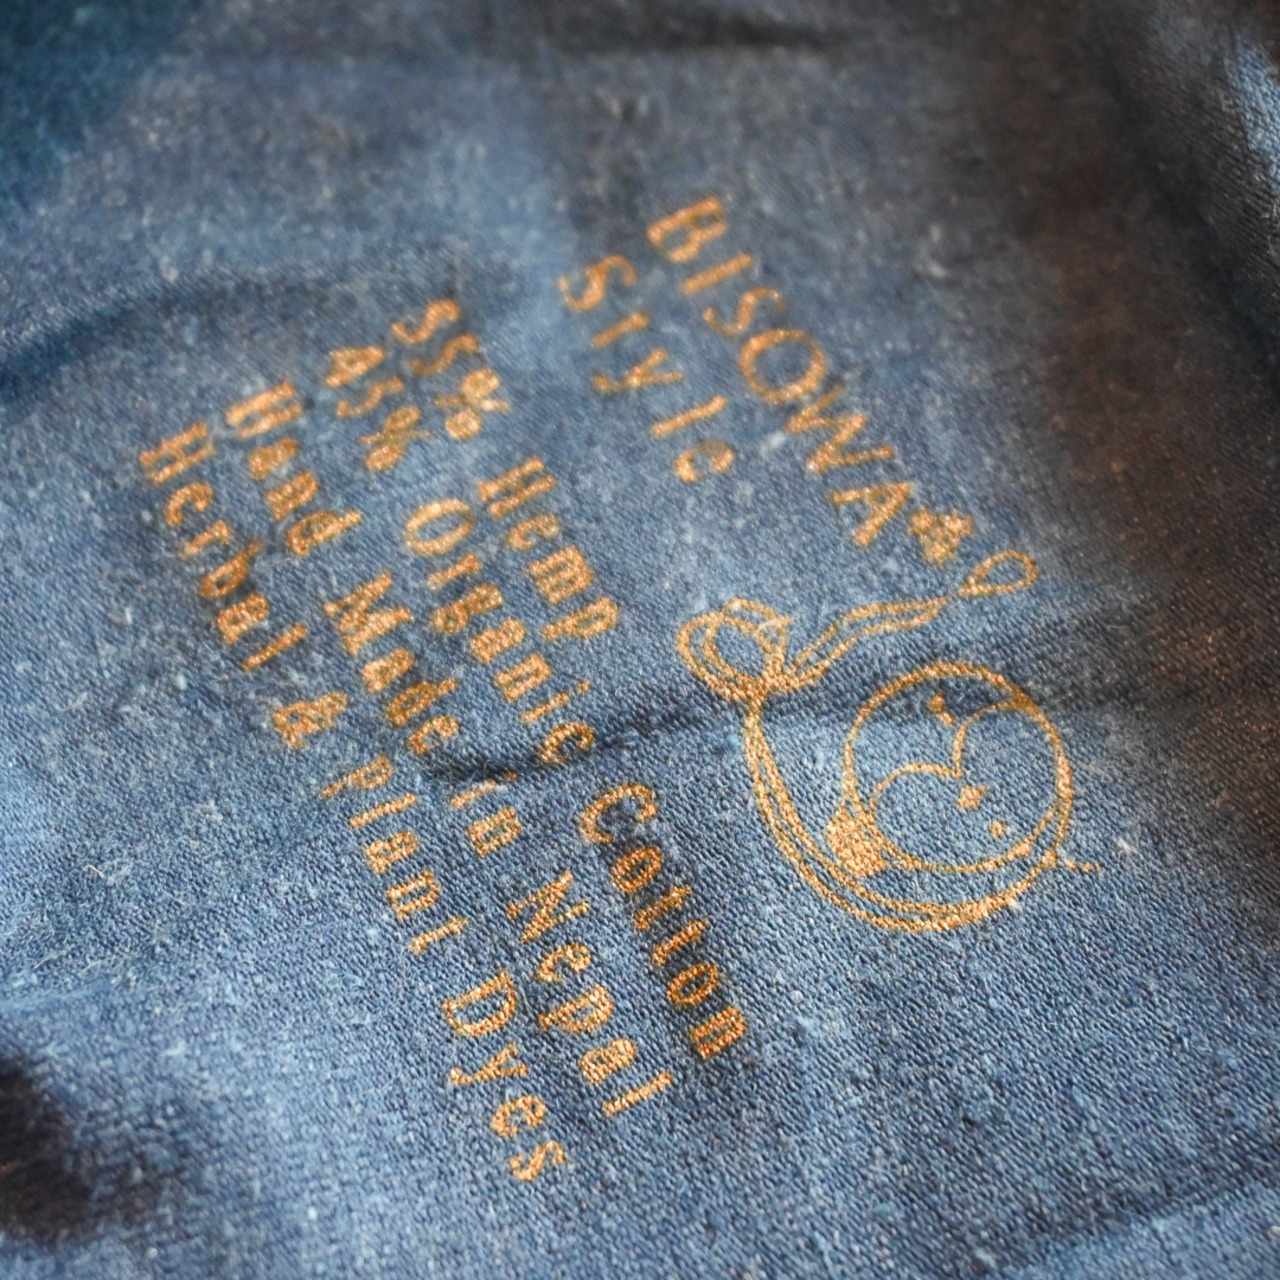 BISOWA
Style
55% Hemp
45% Organic Cotton
Hand Made in Nepal
Herbal & Plant Dyes